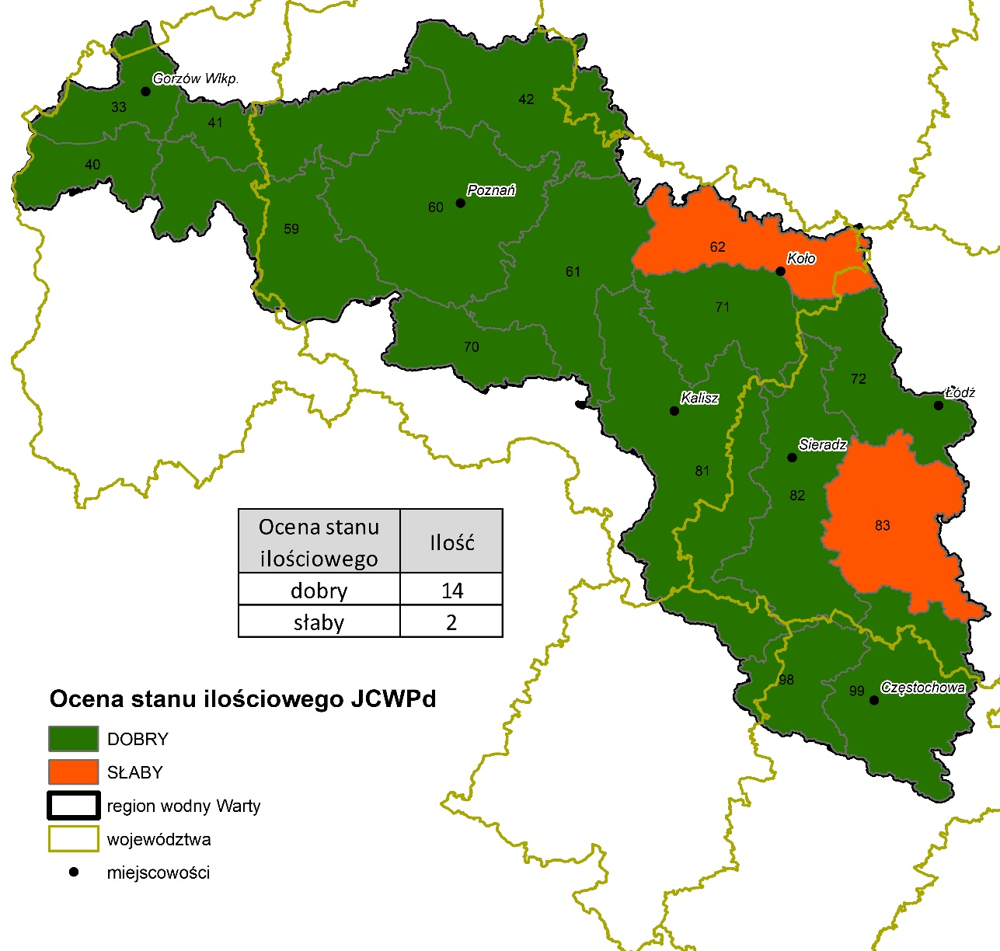 Gorzów Wlkp.
33
41
42
40
Poznań
60
59
62
Koło
61
71
70
72
Łódź
Kalisz
Sieradz
81
82
83
Ocena stanu
ilościowego
Ilość
dobry
14
słaby
2
98
99
Częstochowa
Ocena stanu ilościowego JCWPd
DOBRY
SŁABY
region wodny Warty
województwa
miejscowości